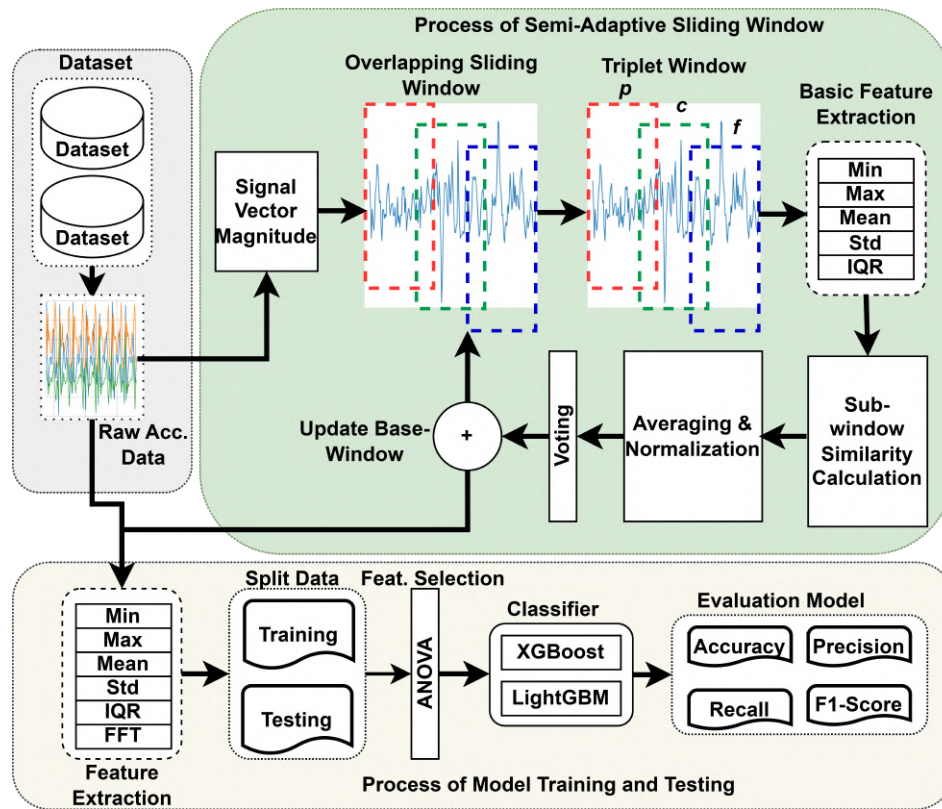 Process of Semi-Adaptive Sliding Window
Dataset
Dataset
Dataset
Raw Acc.
Data
Signal
Vector
Magnitude
Overlapping Sliding
Window
Triplet Window
p
c
f
Basic Feature
Extraction
Min
Max
Mean
Std
IQR
Sub-
window
Similarity
Calculation
Averaging &
Normalization
Voting
+
Update Base-
Window
Min
Max
Mean
Std
IQR
FFT
Feature
Extraction
Split Data
Training
Testing
Feat. Selection
ANOVA
Classifier
XGBoost
LightGBM
Evaluation Model
Accuracy
Precision
Recall
F1-Score
Process of Model Training and Testing